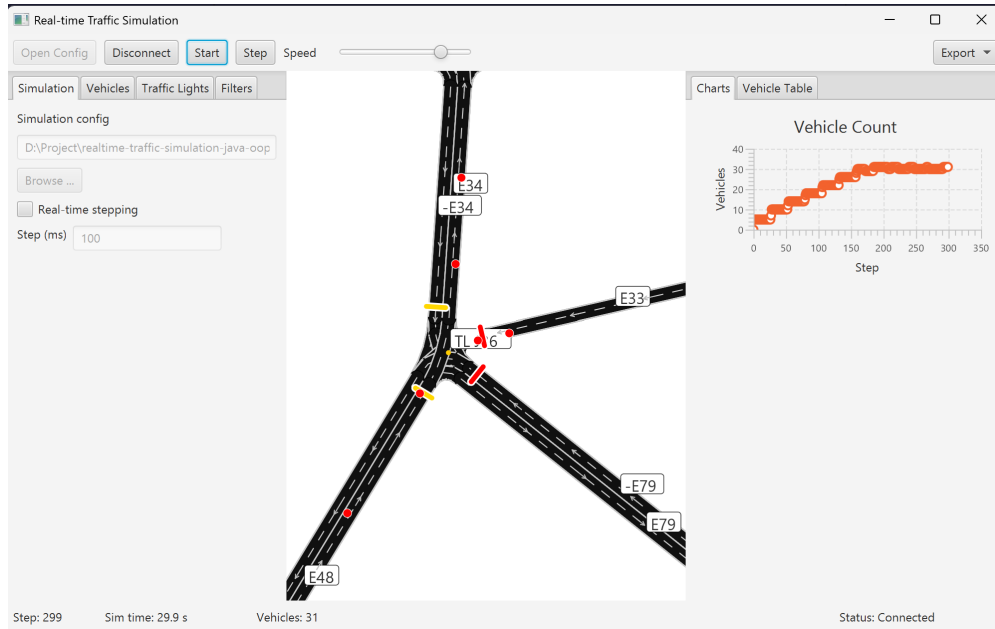 Real-time Traffic Simulation
Open Config Disconnect Start Step Speed Export
Simulation Vehicles Traffic Lights Filters
Simulation config
D:\Project\realtime-traffic-simulation-java-oop
Browse ...
Real-time stepping
Step (ms) 100
E34
-E34
E33
-E79
E79
E48
Charts Vehicle Table
Vehicle Count
Vehicles
40
30
20
10
0
0 50 100 150 200 250 300 350
Step
Step: 299 Sim time: 29.9 s Vehicles: 31 Status: Connected